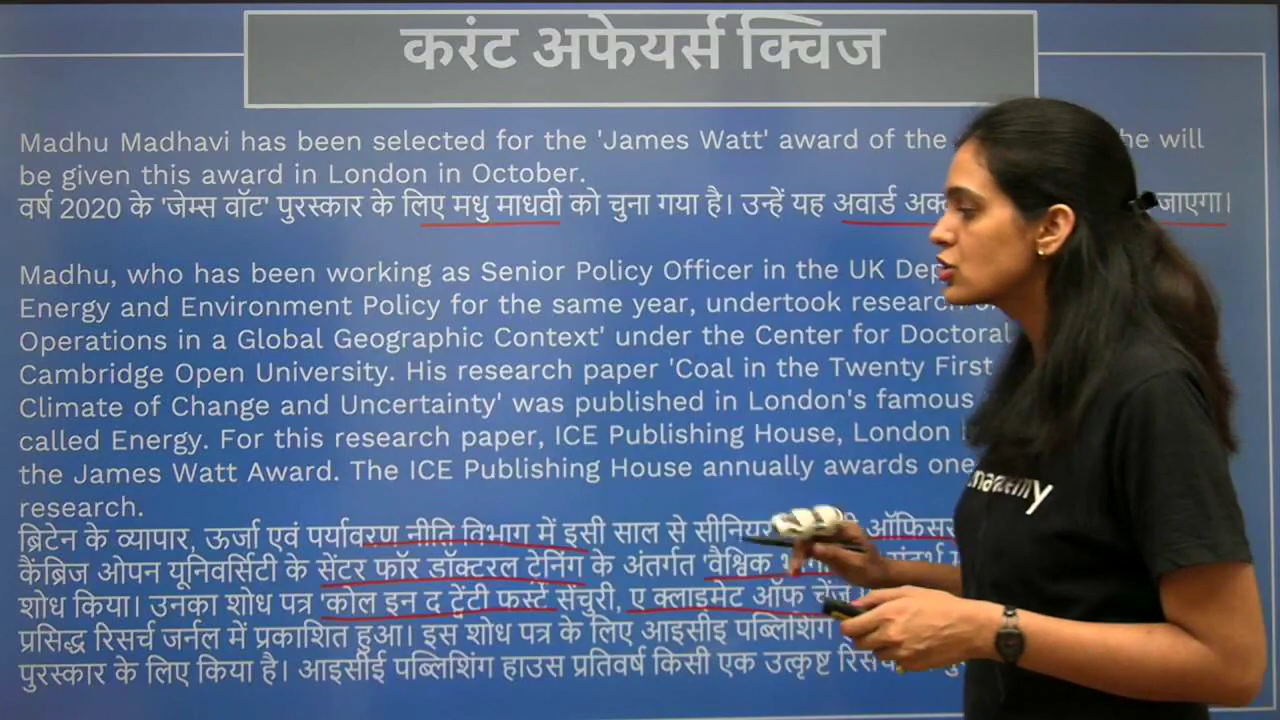 करंट अफेयर्स क्विज
Madhu Madhavi has been selected for the 'James Watt' award of the he will
be given this award in London in October.
वर्ष 2020 के 'जेम्स वॉट' पुरस्कार के लिए मधु माधवी को चुना गया है। उन्हें यह अवार्ड जाएगा।
Madhu, who has been working as Senior Policy Officer in the UK
Energy and Environment Policy for the same year, undertook research
Operations in a Global Geographic Context' under the Center for Doctoral
Cambridge Open University. His research paper 'Coal in the Twenty First
Climate of Change and Uncertainty' was published in London's famous
called Energy. For this research paper, ICE Publishing House, London
the James Watt Award. The ICE Publishing House annually awards one
research.
ब्रिटेन के व्यापार, ऊर्जा एवं पर्यावरण नीति विभाग में इसी साल से सीनियर ऑफिसर
कैंब्रिज ओपन यूनिवर्सिटी के सेंटर फॉर डॉक्टरल ट्रेनिंग के अंतर्गत 'वैश्विक
शोध किया। उनका शोध पत्र 'कोल इन द ट्वेंटी फर्स्ट सेंचुरी, ए क्लाइमेट ऑफ चेंज
प्रसिद्ध रिसर्च जर्नल में प्रकाशित हुआ। इस शोध पत्र के लिए आइसीइ पब्लिशिंग
पुरस्कार के लिए किया है। आइसीई पब्लिशिंग हाउस प्रतिवर्ष किसी एक उत्कृष्ट